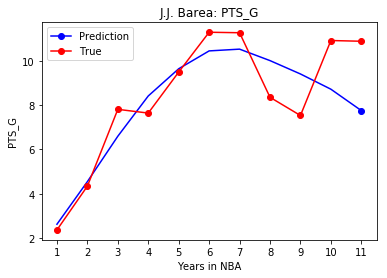 J.J. Barea: PTS_G
Prediction
True
PTS_G
10
8
6
4
2
1 2 3 4 5 6 7 8 9 10 11
Years in NBA